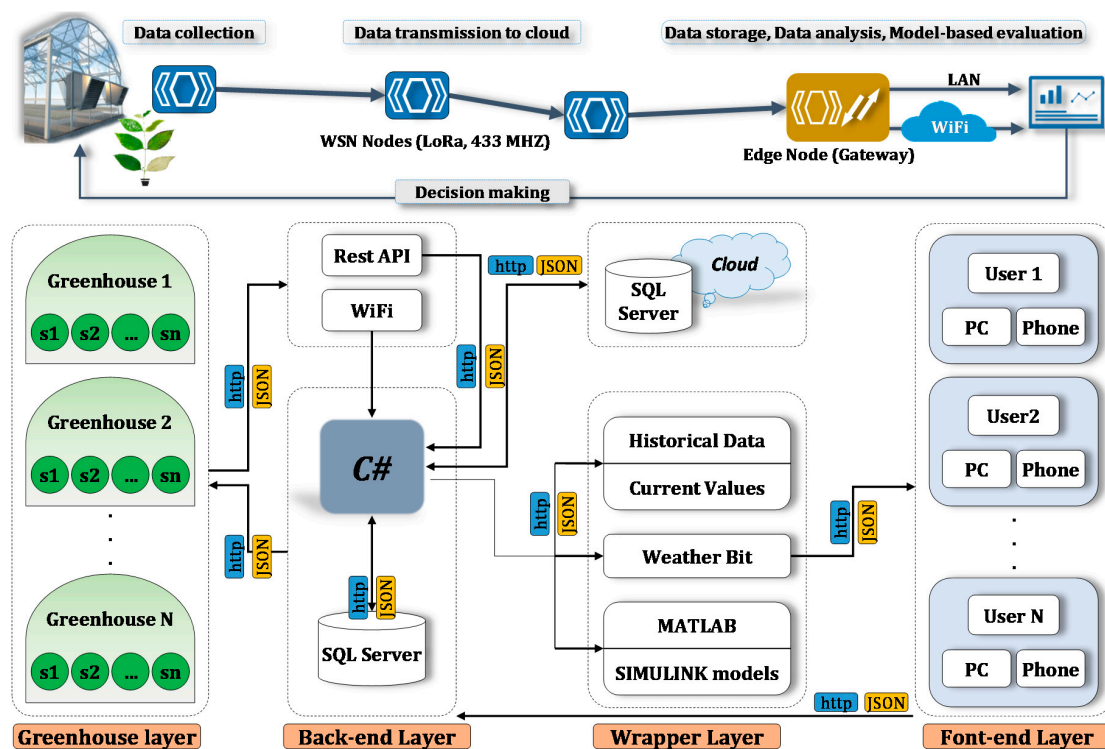 Data collection
Data transmission to cloud
Data storage, Data analysis, Model-based evaluation
LAN
WiFi
WSN Nodes (LoRa, 433 MHZ)
Edge Node (Gateway)
Decision making
Greenhouse 1
s1 s2 ... sn
Greenhouse 2
s1 s2 ... sn
Greenhouse N
s1 s2 ... sn
http
JSON
http
JSON
Rest API
WiFi
http
JSON
C#
http
JSON
SQL Server
http JSON
SQL
Server
Cloud
http
JSON
Historical Data
Current Values
Weather Bit
MATLAB
SIMULINK models
http
JSON
User 1
PC Phone
User2
PC Phone
User N
PC Phone
http JSON
Greenhouse layer
Back-end Layer
Wrapper Layer
Font-end Layer